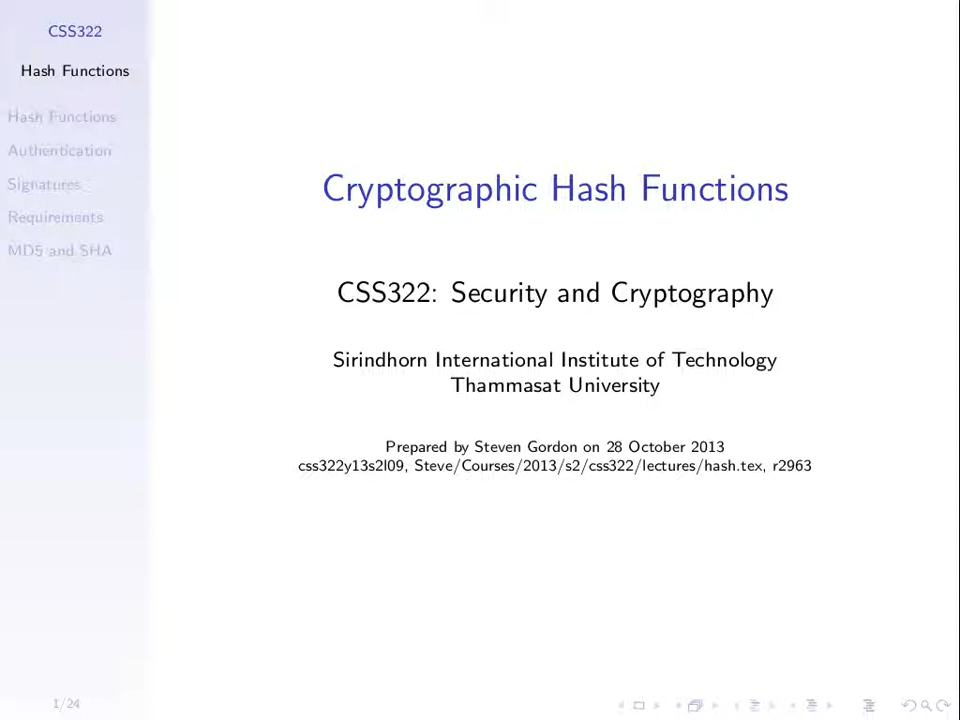 CSS322
Hash Functions
Hash Functions
Authentication
Signatures
Requirements
MD5 and SHA
Cryptographic Hash Functions
CSS322: Security and Cryptography
Sirindhorn International Institute of Technology
Thammasat University
Prepared by Steven Gordon on 28 October 2013
css322y13s2l09, Steve/Courses/2013/s2/css322/lectures/hash.tex, r2963
1/24